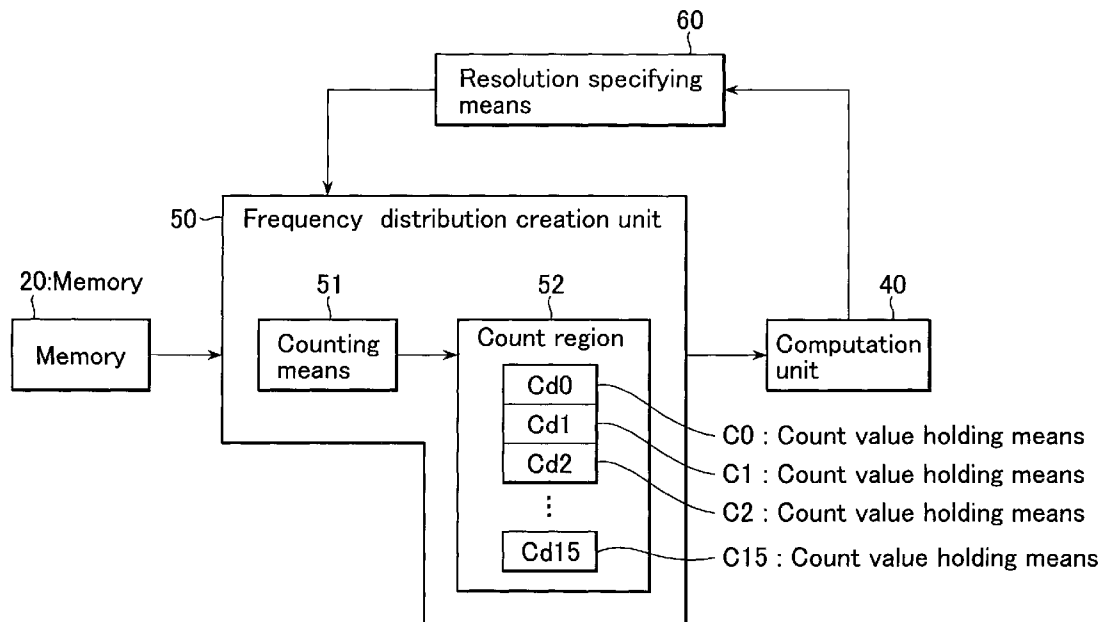 60
Resolution specifying
means
50
Frequency distribution creation unit
20:Memory
51
52
40
Memory
Counting
means
Count region
Computation
unit
Cd0
Cd1
Cd2
⋮
Cd15
C0 : Count value holding means
C1 : Count value holding means
C2 : Count value holding means
C15 : Count value holding means